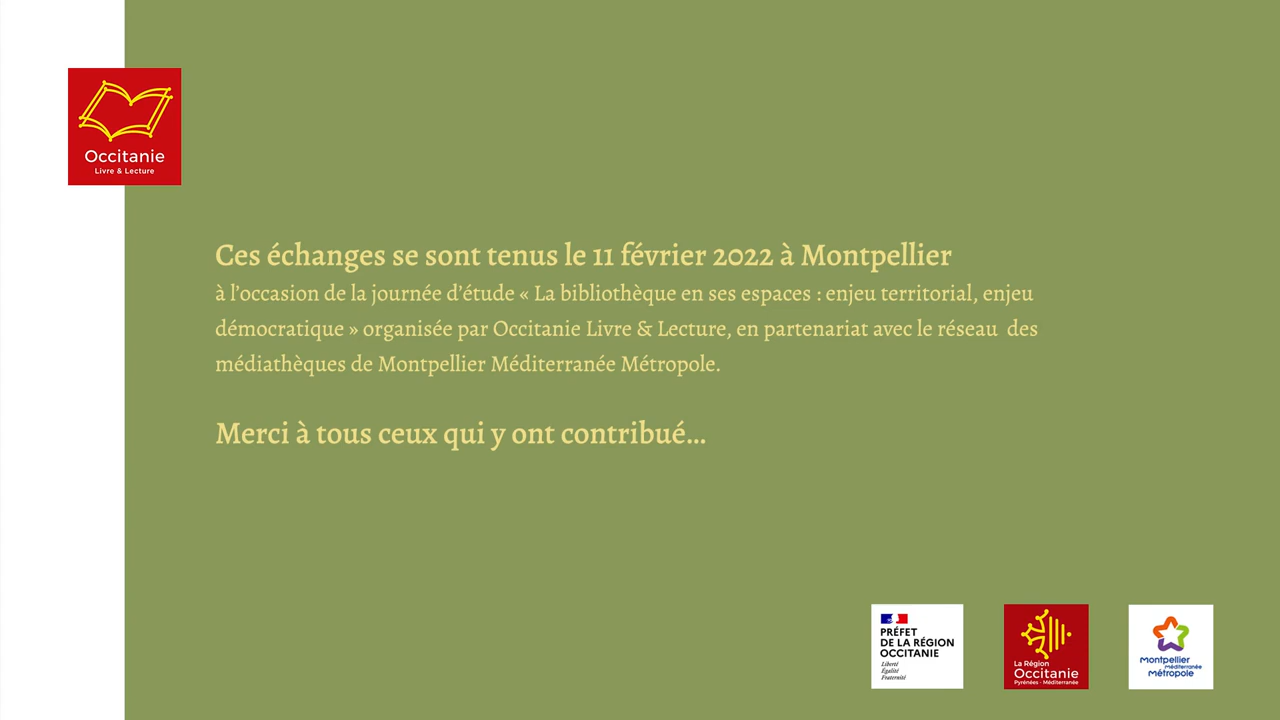 Occitanie
Livre & Lecture
Ces échanges se sont tenus le 11 février 2022 à Montpellier
à l’occasion de la journée d’étude « La bibliothèque en ses espaces : enjeu territorial, enjeu
démocratique » organisée par Occitanie Livre & Lecture, en partenariat avec le réseau des
médiathèques de Montpellier Méditerranée Métropole.
Merci à tous ceux qui y ont contribué...
PRÉFET
DE LA RÉGION
OCCITANIE
Liberté
Égalité
Fraternité
La Région
Occitanie
Pyrénées - Méditerranée
Montpellier
Méditerranée
Métropole